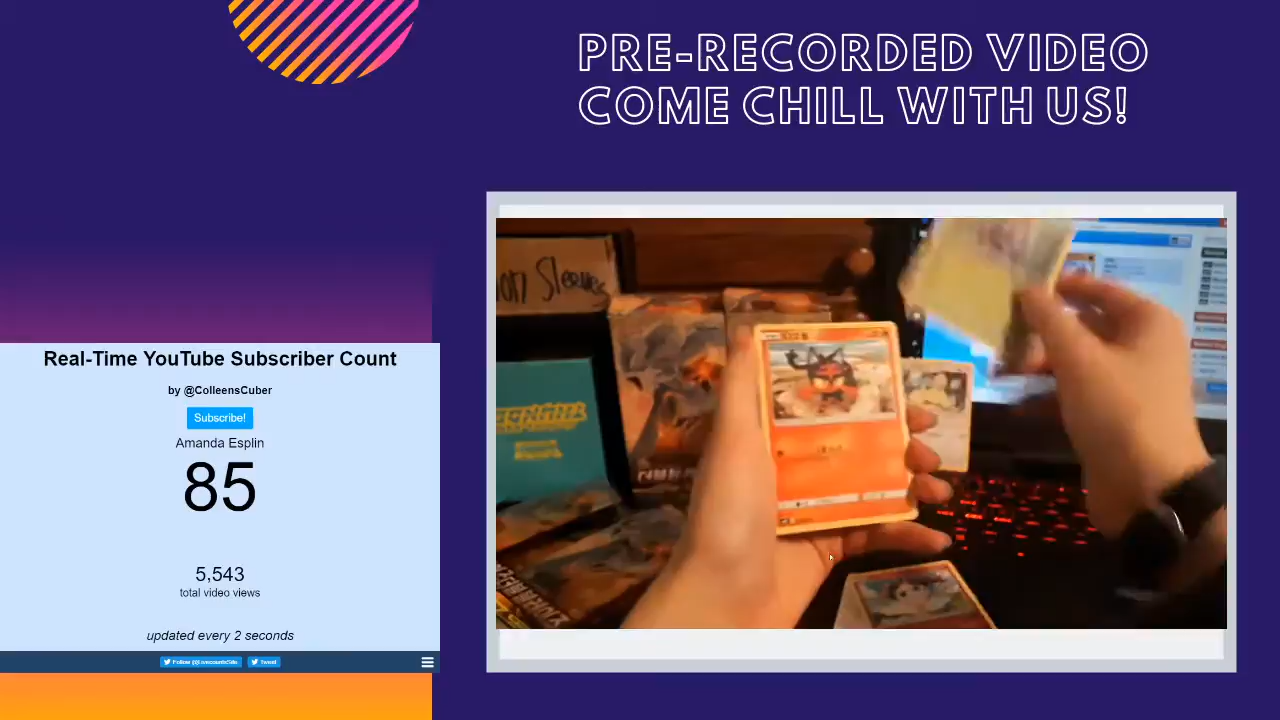 PRE-RECORDED VIDEO
COME CHILL WITH US!
Real-Time YouTube Subscriber Count
by @ColleensCuber
Subscribe!
Amanda Esplin
85
5,543
total video views
updated every 2 seconds
Tweet
Sleeves